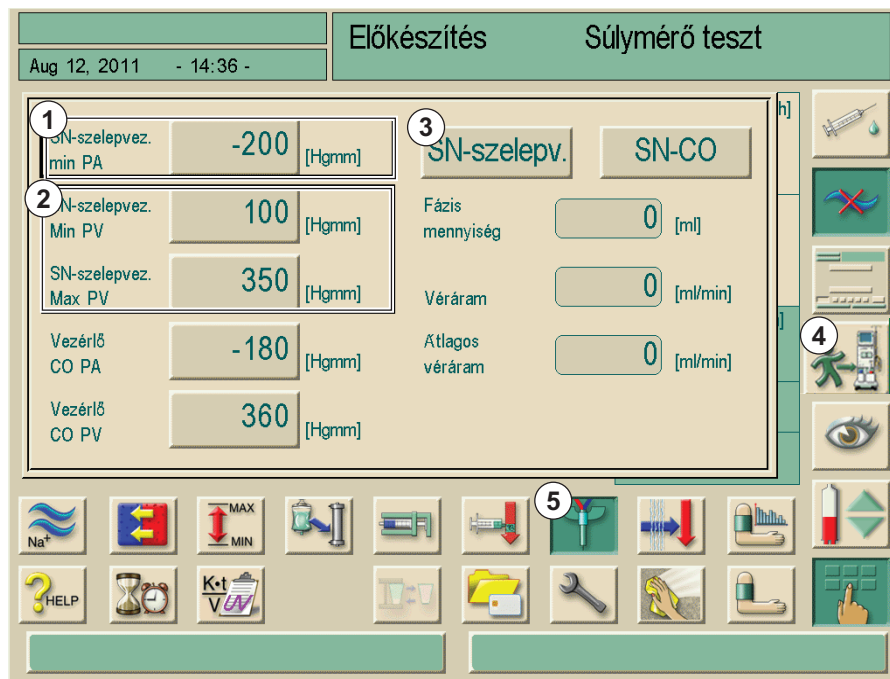 Előkészítés Súlymérő teszt
Aug 12, 2011 - 14:36 -
1
SN-szelepvez.
min PA
-200 [Hgmm]
2
SN-szelepvez.
Min PV
100 [Hgmm]
SN-szelepvez.
Max PV
350 [Hgmm]
Vezérlő
CO PA
-180 [Hgmm]
Vezérlő
CO PV
360 [Hgmm]
3
SN-szelepv. SN-CO
Fázis
mennyiség
0 [ml]
Véráram
0 [ml/min]
Átlagos
véráram
0 [ml/min]
h]
]
4
5
Na+
MAX
MIN
HELP
K•t
V
UV